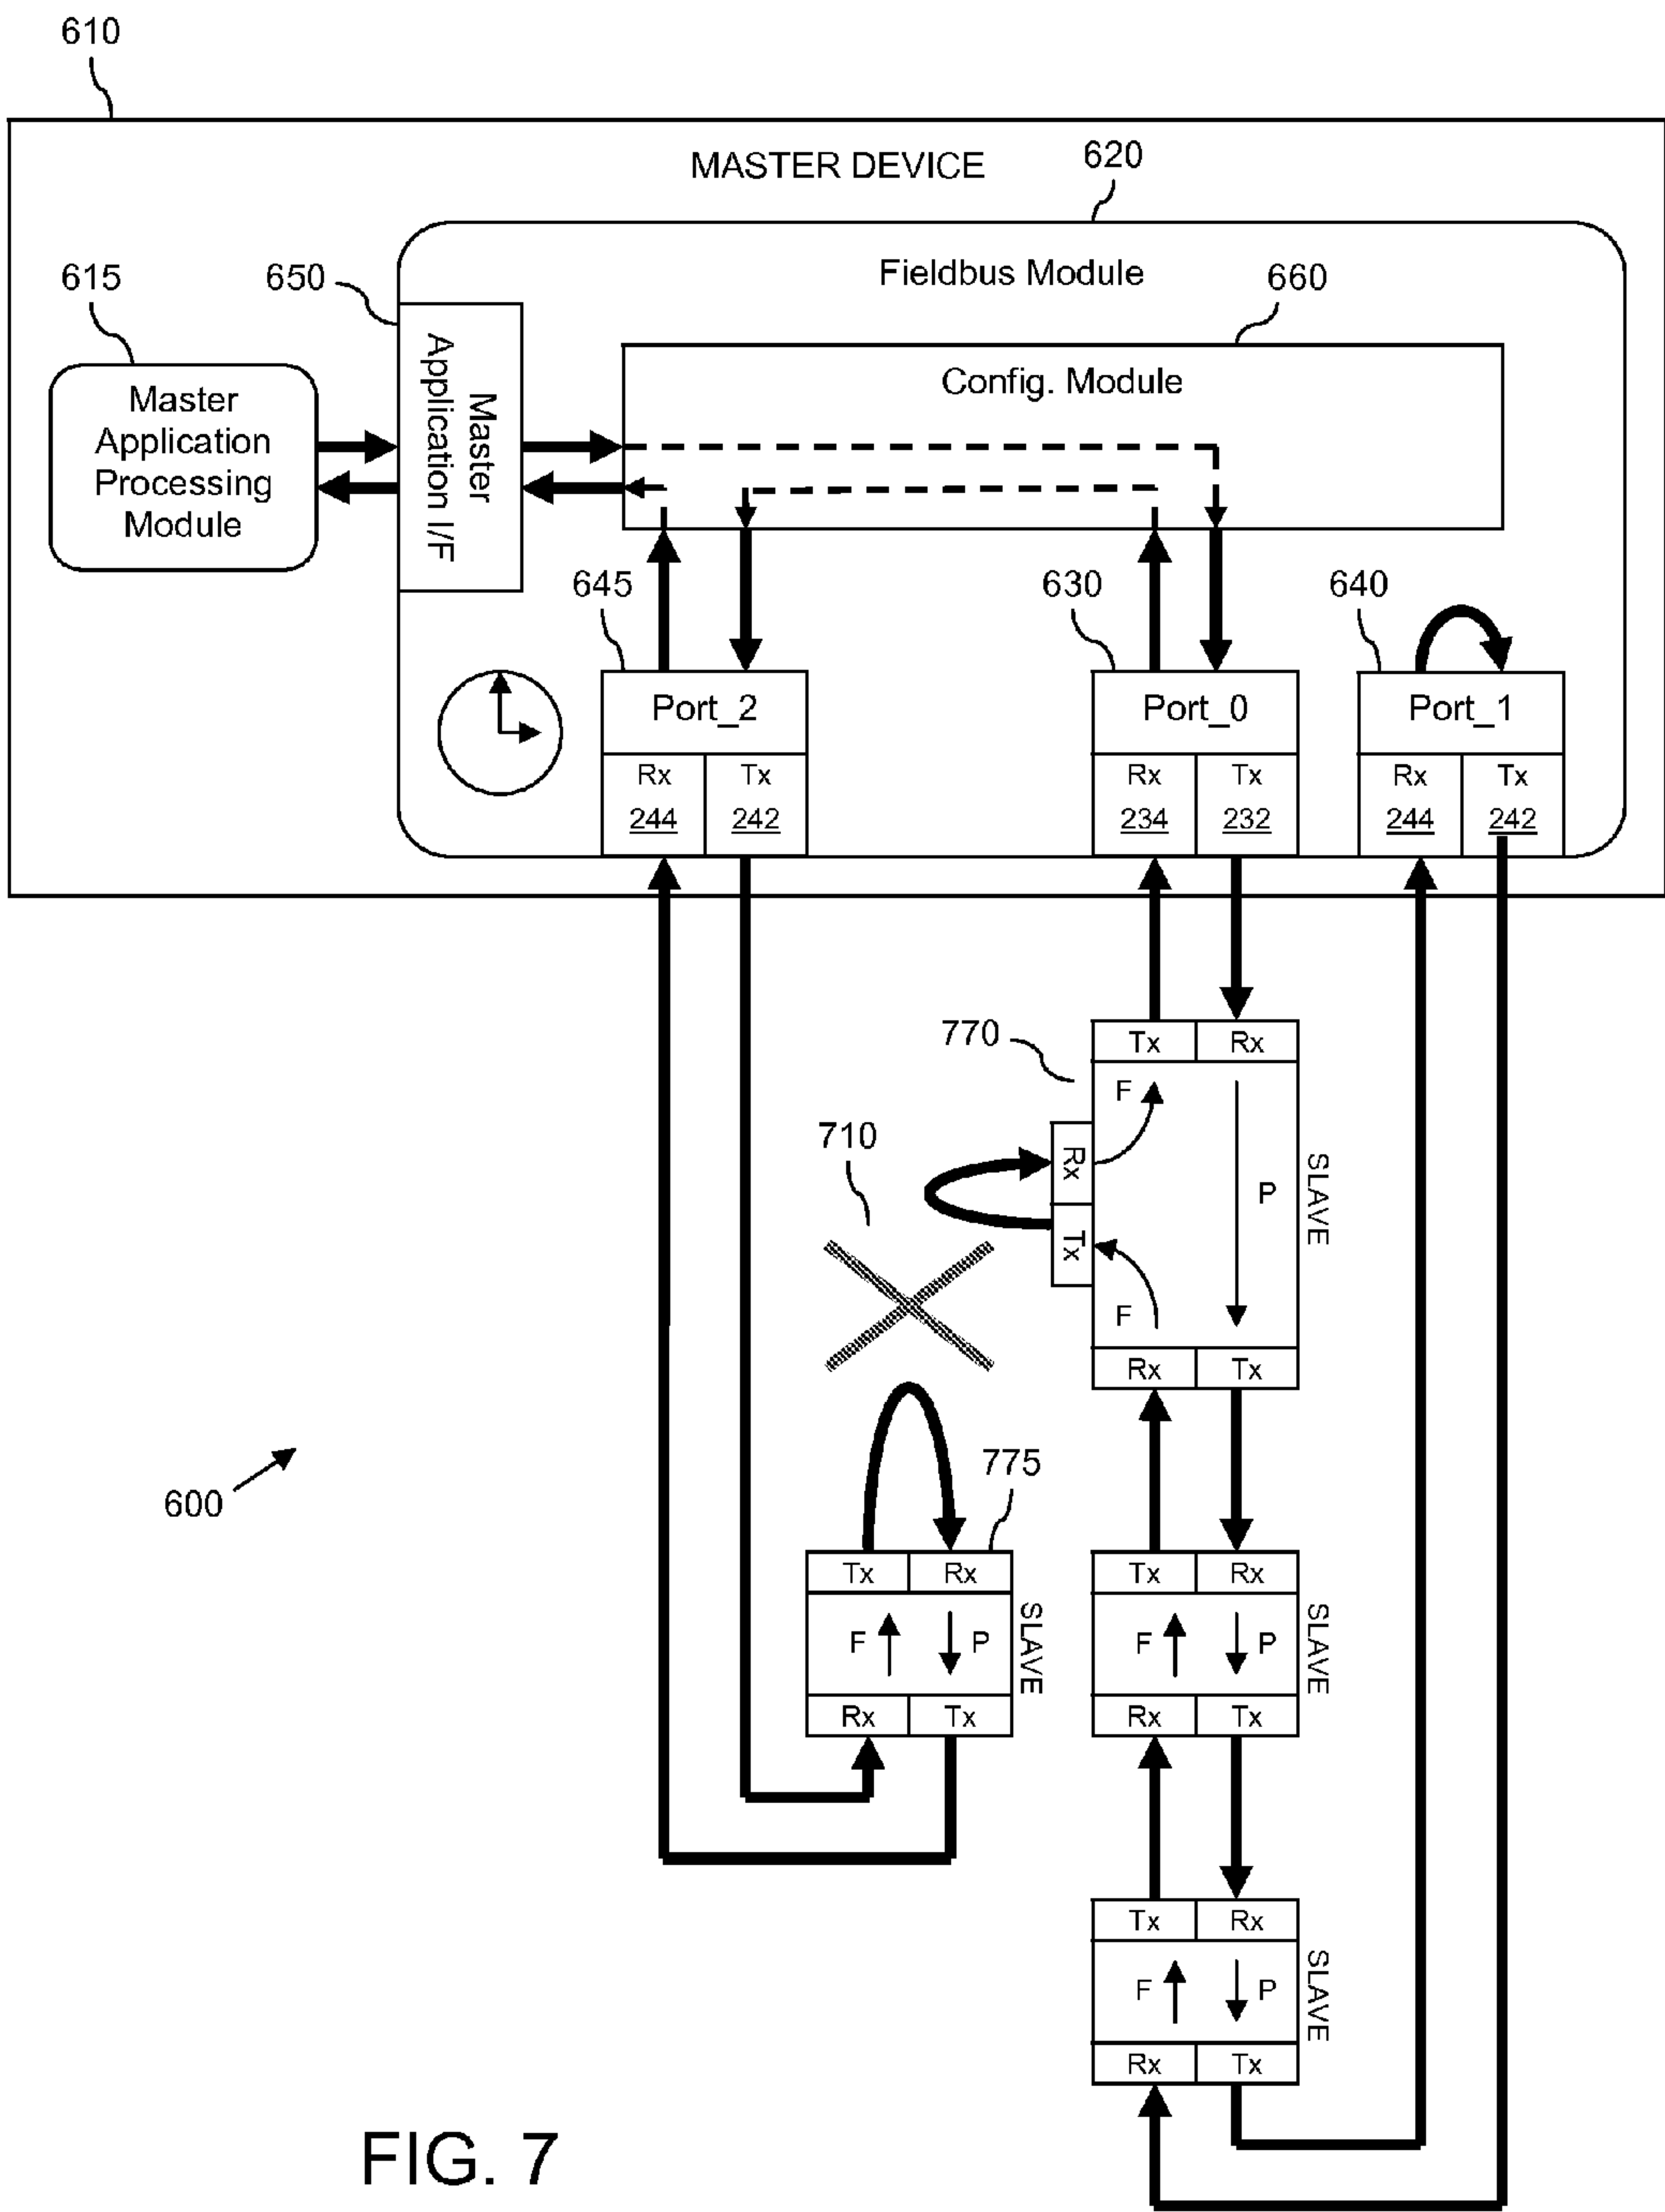 610
MASTER DEVICE
620
Fieldbus Module
615
650
660
Master
Application
Processing
Module
Master
Application I/F
Config. Module
645
630
640
Port_2
Port_0
Port_1
Rx
Tx
Rx
Tx
Rx
Tx
244
242
234
232
244
242
770
Tx
Rx
F
710
Rx
P
SLAVE
Tx
F
Rx
Tx
600
775
Tx
Rx
F
P
SLAVE
Rx
Tx
Tx
Rx
F
P
SLAVE
Rx
Tx
Tx
Rx
F
P
SLAVE
Rx
Tx
FIG. 7